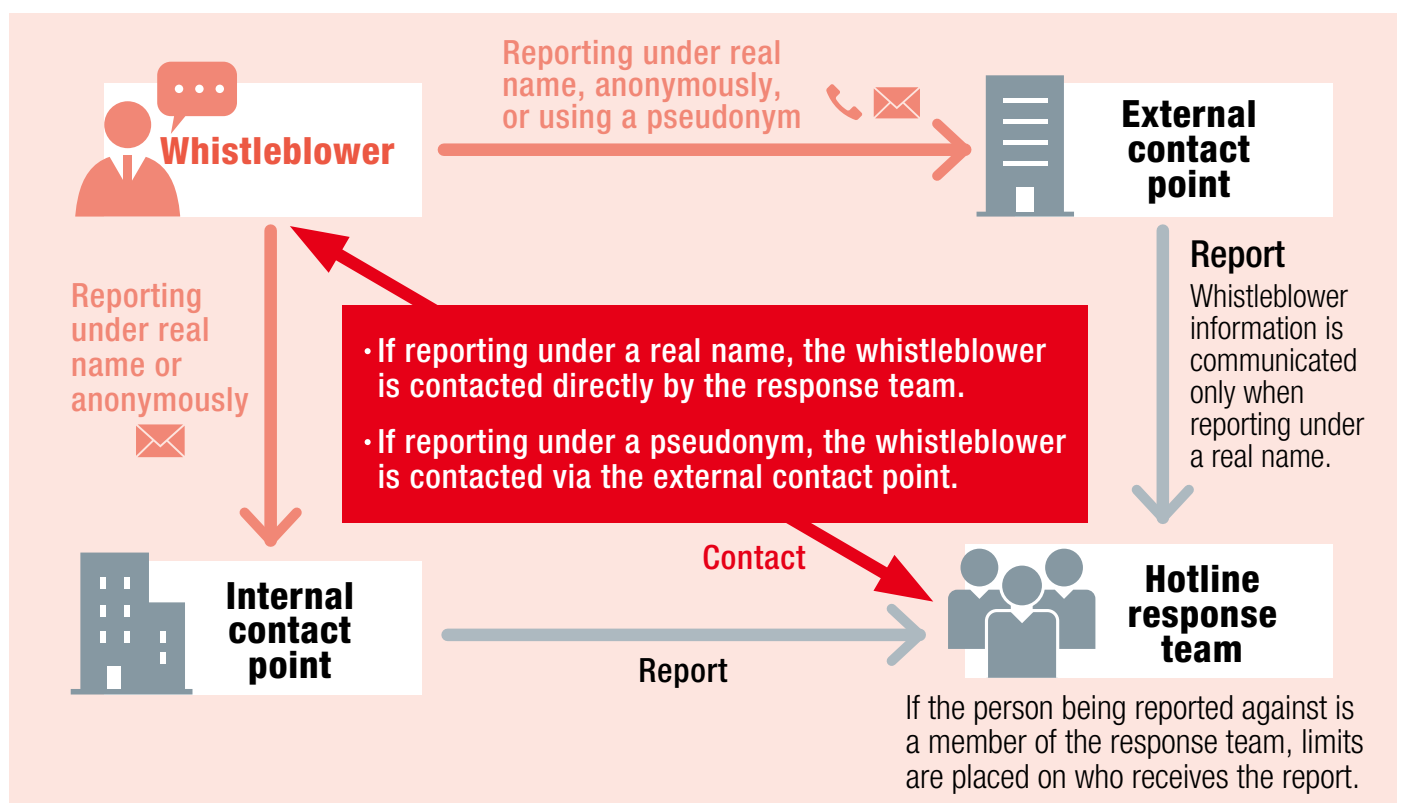 Reporting under real
name, anonymously,
or using a pseudonym
Whistleblower
External
contact
point
Reporting
under real
name or
anonymously
Report
Whistleblower
information is
communicated
only when
reporting under
a real name.
・If reporting under a real name, the whistleblower
is contacted directly by the response team.
・If reporting under a pseudonym, the whistleblower
is contacted via the external contact point.
Contact
Internal
contact
point
Report
Hotline
response
team
If the person being reported against is
a member of the response team, limits
are placed on who receives the report.